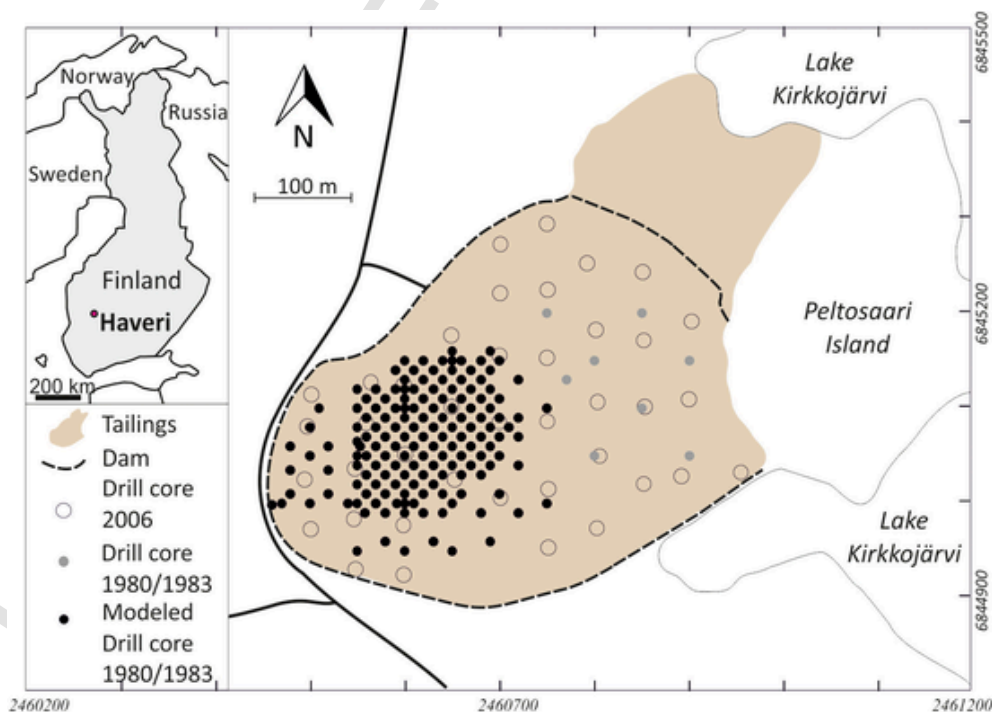 Norway
Russia
Sweden
Finland
Haveri
200 km
Tailings
Dam
Drill core
2006
Drill core
1980/1983
Modeled
Drill core
1980/1983
N
100 m
Lake
Kirkkojärvi
Peltosaari
Island
Lake
Kirkkojärvi
6845500
6845200
6844900
2460200
2460700
2461200